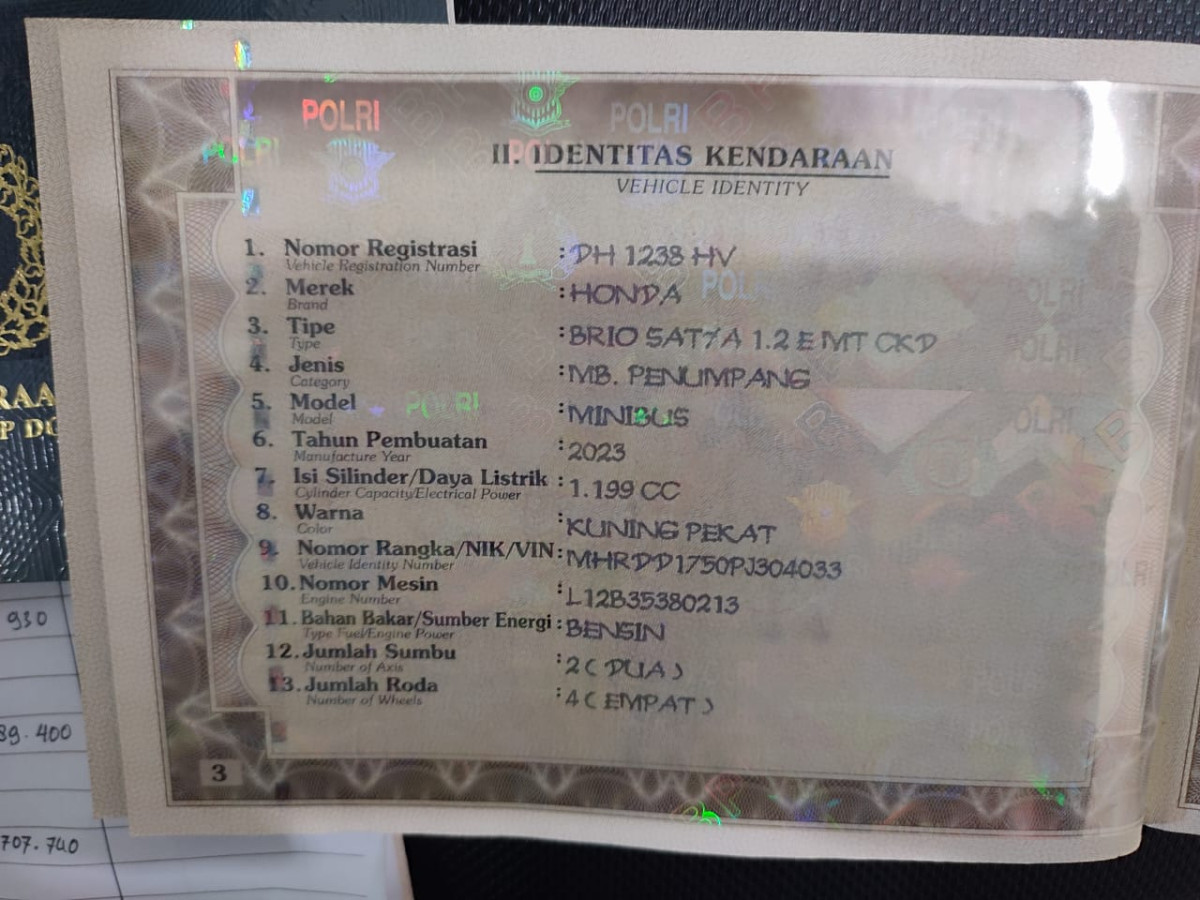 POLRI
POLRI
POLRI
II. IDENTITAS KENDARAAN
VEHICLE IDENTITY
1. Nomor Registrasi : DH 1238 HV
Vehicle Registration Number
2. Merek : HONDA
Brand
3. Tipe : BRIO SATYA 1.2 E MT CKD
Type
4. Jenis : MB. PENUMPANG
Category
5. Model : MINIBUS
Model
POLRI
6. Tahun Pembuatan : 2023
Manufacture Year
7. Isi Silinder/Daya Listrik : 1.199 CC
Cylinder Capacity/Electrical Power
8. Warna : KUNING PEKAT
Color
9. Nomor Rangka/NIK/VIN : MHRDD1750PJ304033
Vehicle Identity Number
10. Nomor Mesin : L12B35380213
Engine Number
11. Bahan Bakar/Sumber Energi : BENSIN
Type Fuel/Engine Power
12. Jumlah Sumbu : 2 ( DUA )
Number of Axis
13. Jumlah Roda : 4 ( EMPAT )
Number of Wheels
3
RAA
P DO
930
89.400
707.740